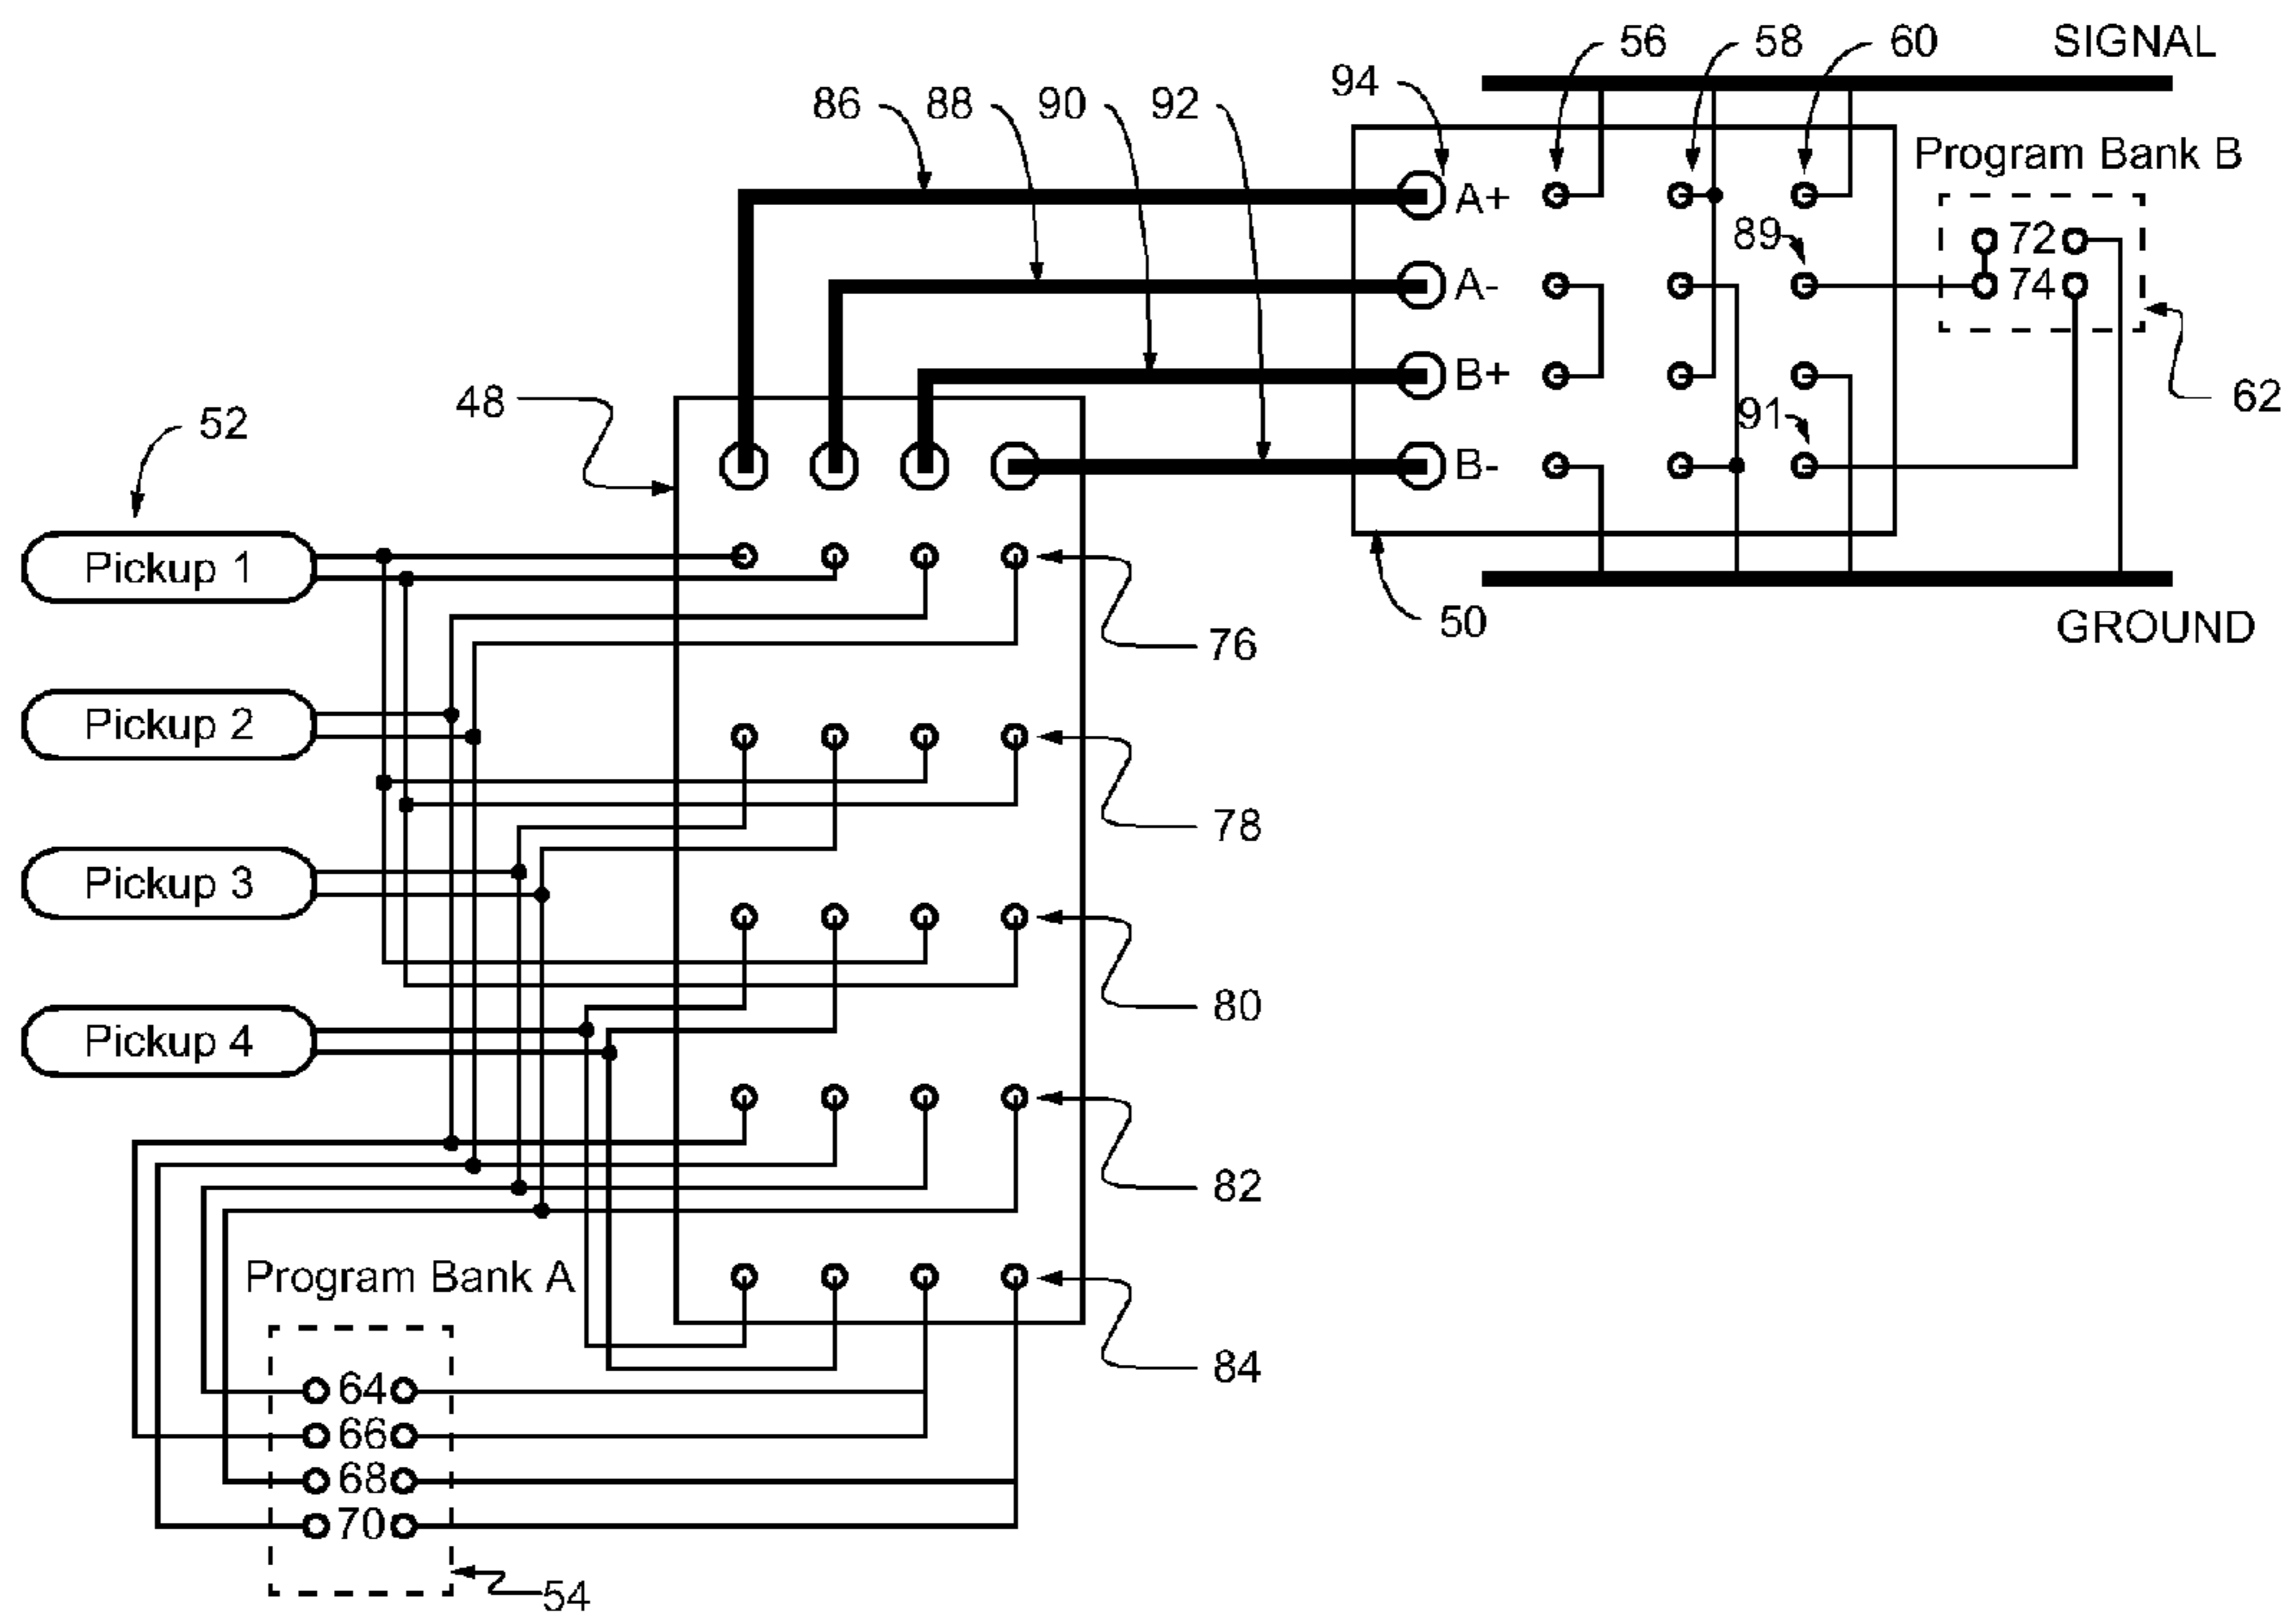 SIGNAL
56
58
60
94
86
88
90
92
Program Bank B
A+
89
72
A-
74
B+
62
48
91
52
B-
Pickup 1
50
GROUND
76
Pickup 2
78
Pickup 3
80
Pickup 4
82
Program Bank A
84
64
66
68
70
54